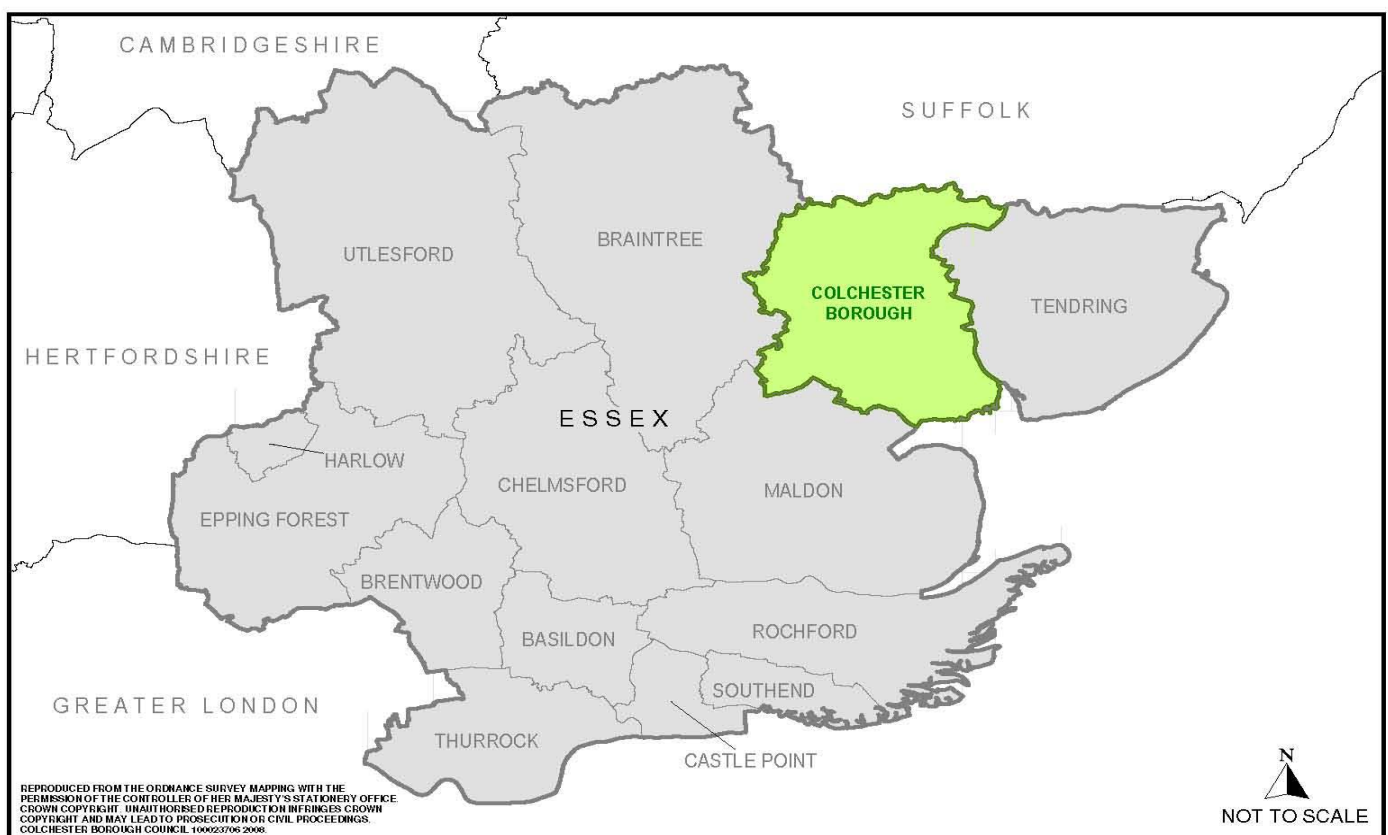 CAMBRIDGESHIRE
SUFFOLK
UTLESFORD
BRAINTREE
COLCHESTER
BOROUGH
TENDRING
HERTFORDSHIRE
ESSEX
HARLOW
CHELMSFORD
MALDON
EPPING FOREST
BRENTWOOD
BASILDON
ROCHFORD
SOUTHEND
GREATER LONDON
THURROCK
CASTLE POINT
N
NOT TO SCALE
REPRODUCED FROM THE ORDNANCE SURVEY MAPPING WITH THE
PERMISSION OF THE CONTROLLER OF HER MAJESTY'S STATIONERY OFFICE.
CROWN COPYRIGHT. UNAUTHORISED REPRODUCTION INFRINGES CROWN
COPYRIGHT AND MAY LEAD TO PROSECUTION OR CIVIL PROCEEDINGS.
COLCHESTER BOROUGH COUNCIL 100023706 2008.